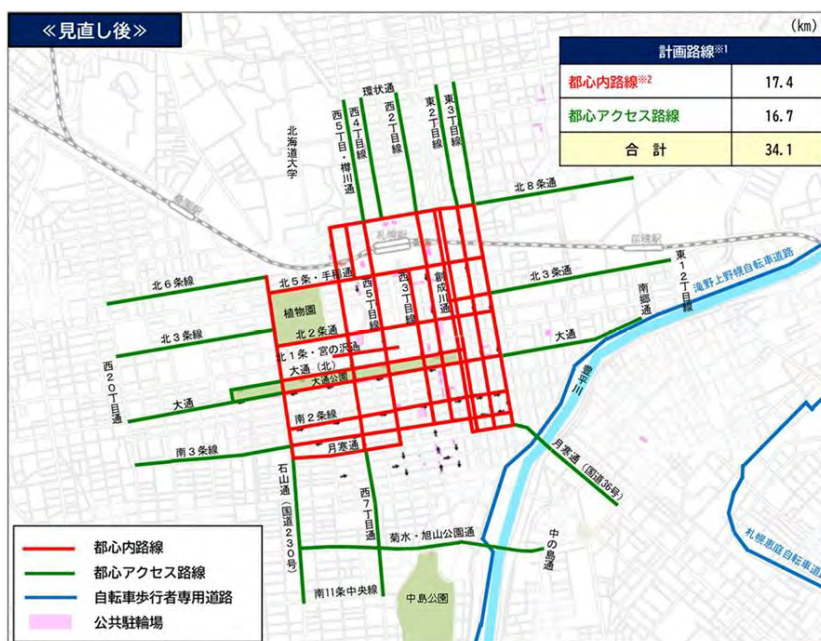 ≪見直し後≫
(km)
計画路線※1
都心内路線※2 17.4
都心アクセス路線 16.7
合計 34.1
環状通
西5丁目・樽川通
西4丁目線
西2丁目線
東2丁目線
東3丁目線
北海道大学
北8条通
桑園駅
札幌駅
苗穂駅
北6条線
北5条・手稲通
西5丁目線
西3丁目線
創成川通
北3条通
東12丁目線
南郷通
滝野上野幌自転車道路
植物園
北3条線
北2条通
北1条・宮の沢通
大通(北)
大通公園
大通
大通
西20丁目通
豊平川
南2条線
南3条線
月寒通
月寒通(国道36号)
石山通(国道230号)
西7丁目通
菊水・旭山公園通
中の島通
札幌恵庭自転車道路
南11条中央線
中島公園
都心内路線
都心アクセス路線
自転車歩行者専用道路
公共駐輪場